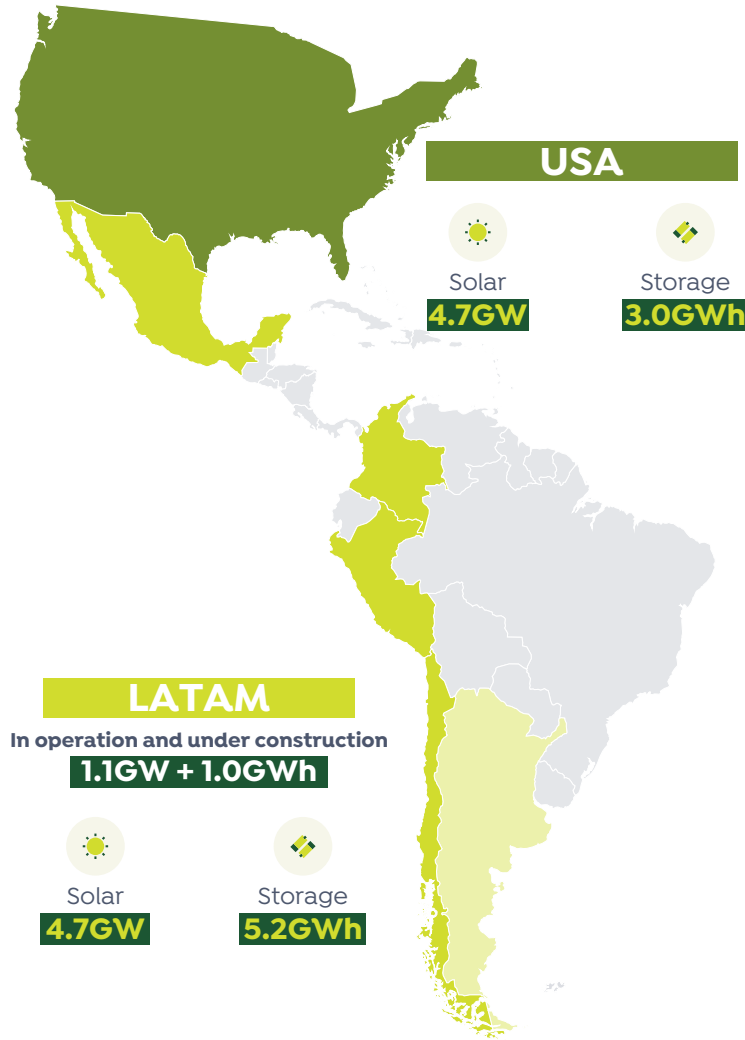 USA
Solar
Storage
4.7GW
3.0GWh
LATAM
In operation and under construction
1.1GW + 1.0GWh
Solar
Storage
4.7GW
5.2GWh